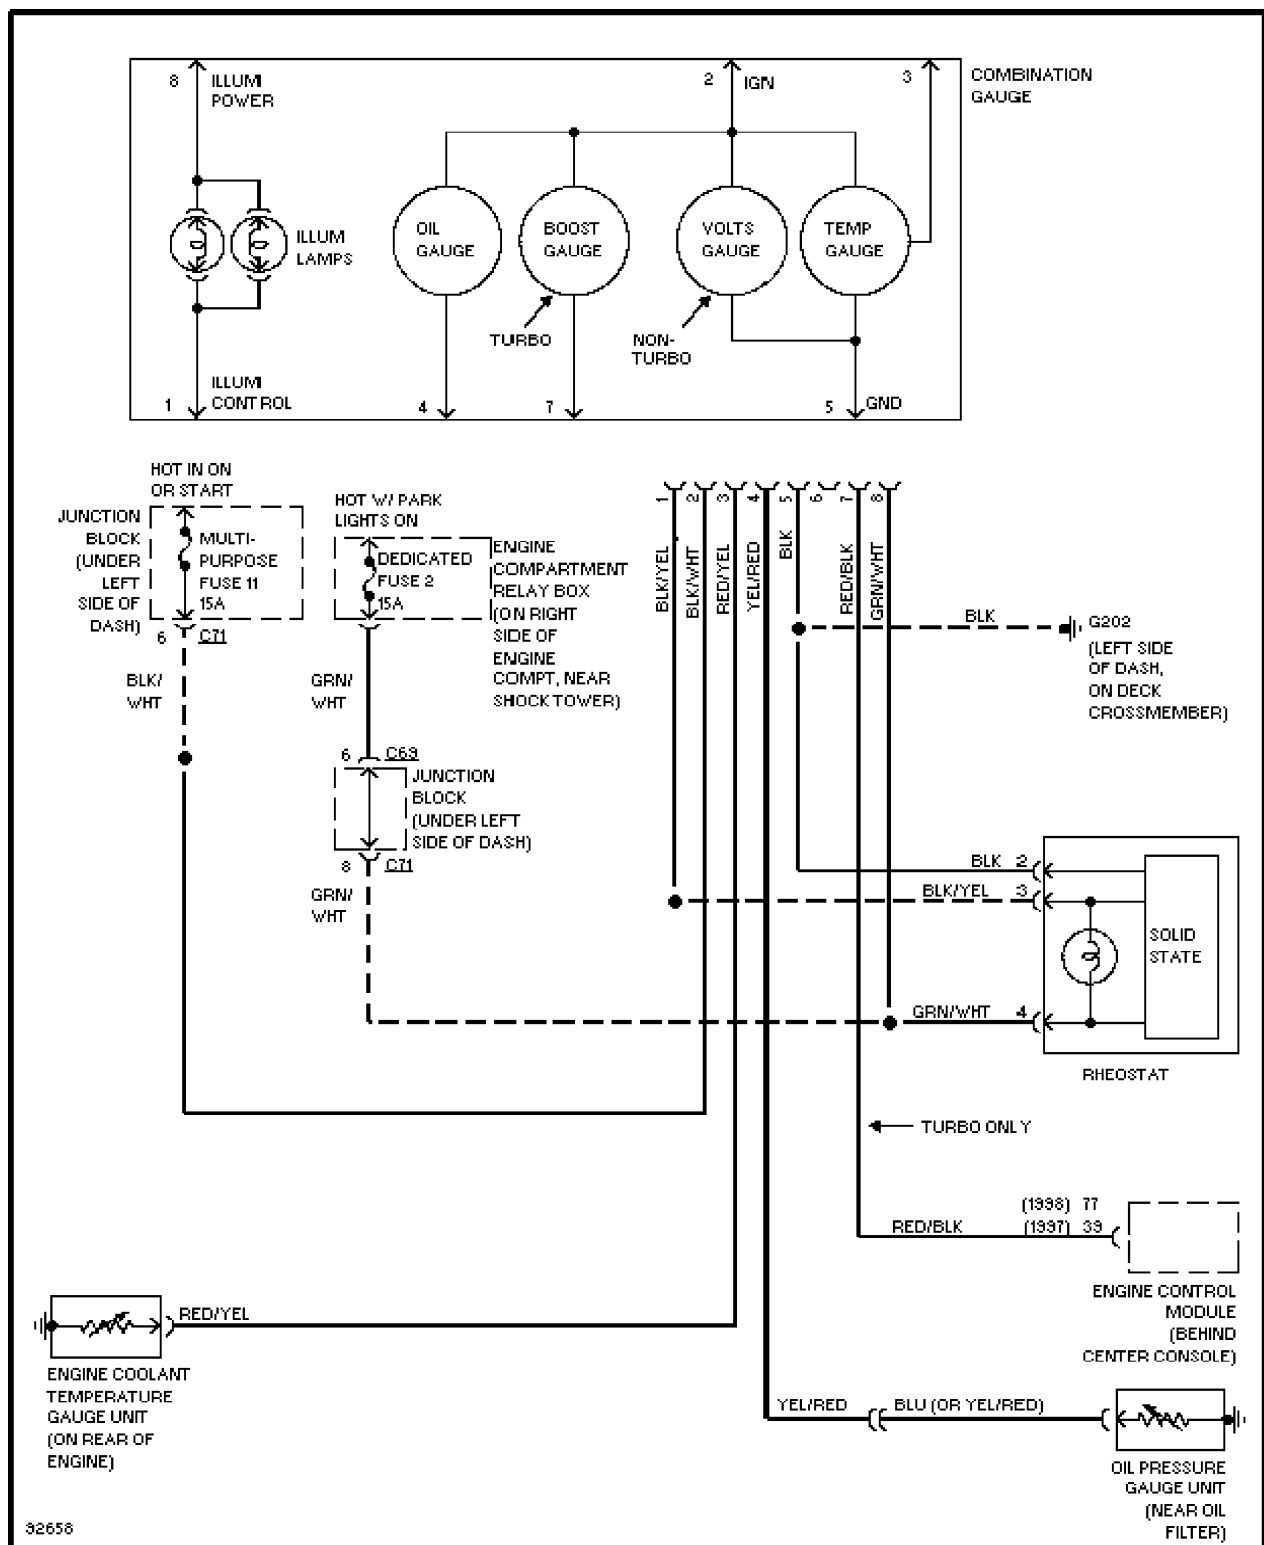 8
ILLUMI
POWER
2
IGN
3
COMBINATION
GAUGE
OIL
GAUGE
BOOST
GAUGE
VOLTS
GAUGE
TEMP
GAUGE
ILLUM
LAMPS
TURBO
NON-
TURBO
1
ILLUMI
CONTROL
4
7
5
GND
HOT IN ON
OR START
JUNCTION
BLOCK
(UNDER
LEFT
SIDE OF
DASH)
MULTI-
PURPOSE
FUSE 11
15A
6
C71
BLK/
WHT
HOT W/ PARK
LIGHTS ON
DEDICATED
FUSE 2
15A
ENGINE
COMPARTMENT
RELAY BOX
(ON RIGHT
SIDE OF
ENGINE
COMPT, NEAR
SHOCK TOWER)
GRN/
WHT
6
C69
JUNCTION
BLOCK
(UNDER LEFT
SIDE OF DASH)
8
C71
GRN/
WHT
1
2
3
4
5
6
7
8
BLK/YEL
BLK/WHT
RED/YEL
YEL/RED
BLK
RED/BLK
GRN/WHT
BLK
G202
(LEFT SIDE
OF DASH,
ON DECK
CROSSMEMBER)
BLK 2
BLK/YEL 3
SOLID
STATE
GRN/WHT 4
RHEOSTAT
TURBO ONLY
(1998) 77
RED/BLK (1997) 39
ENGINE CONTROL
MODULE
(BEHIND
CENTER CONSOLE)
RED/YEL
ENGINE COOLANT
TEMPERATURE
GAUGE UNIT
(ON REAR OF
ENGINE)
YEL/RED
BLU (OR YEL/RED)
OIL PRESSURE
GAUGE UNIT
(NEAR OIL
FILTER)
92658